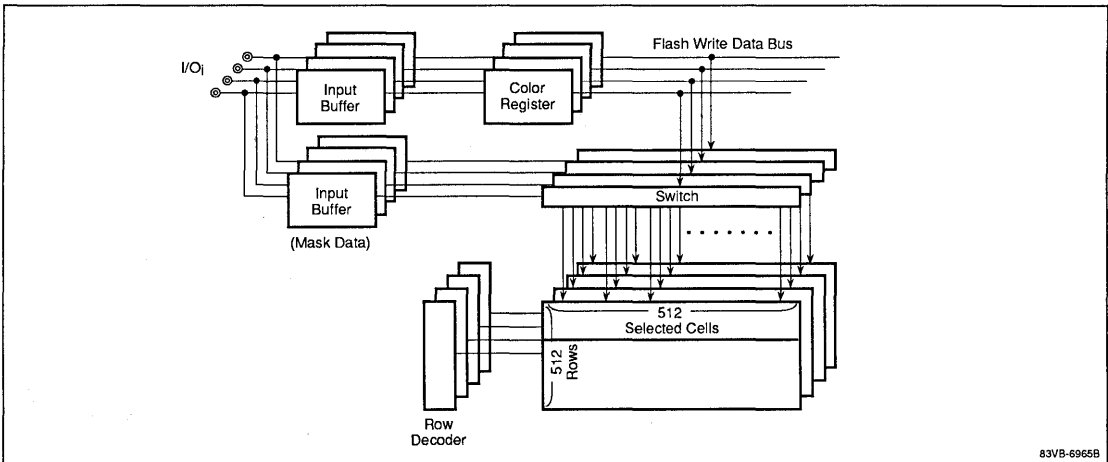 Flash Write Data Bus
I/Oi
Input
Buffer
Color
Register
Input
Buffer
(Mask Data)
Switch
512
Selected Cells
512
Rows
Row
Decoder
83VB-6965B